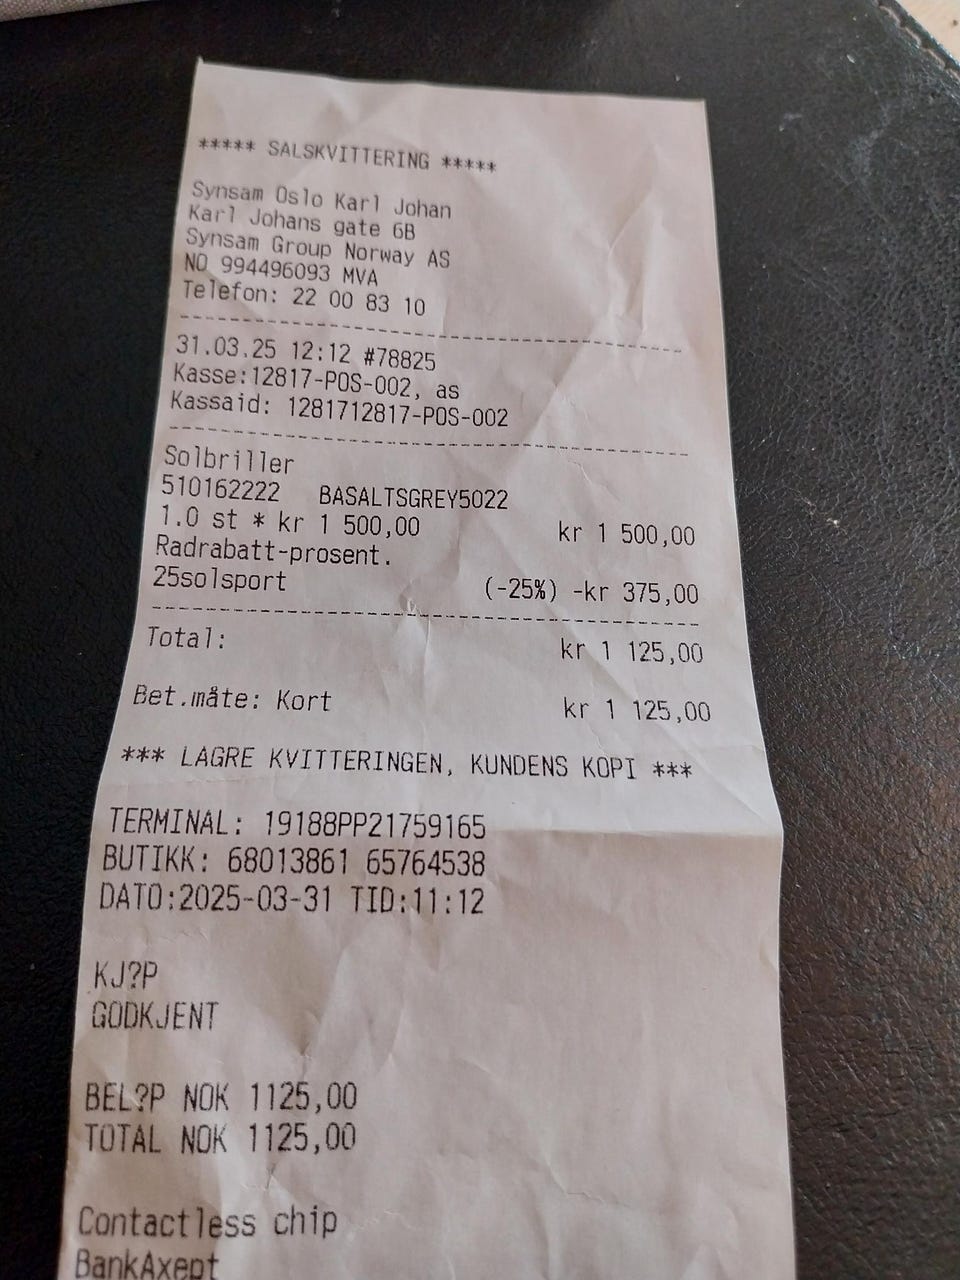 ***** SALSKVITTERING *****
Synsam Oslo Karl Johan
Karl Johans gate 6B
Synsam Group Norway AS
NO 994496093 MVA
Telefon: 22 00 83 10
31.03.25 12:12 #78825
Kasse:12817-POS-002, as
Kassaid: 1281712817-POS-002
Solbriller
510162222 BASALTSGREY5022
1.0 st * kr 1 500,00 kr 1 500,00
Radrabatt-prosent.
25solsport (-25%) -kr 375,00
Total: kr 1 125,00
Bet.måte: Kort kr 1 125,00
*** LAGRE KVITTERINGEN, KUNDENS KOPI ***
TERMINAL: 19188PP21759165
BUTIKK: 68013861 65764538
DATO:2025-03-31 TID:11:12
KJ?P
GODKJENT
BEL?P NOK 1125,00
TOTAL NOK 1125,00
Contactless chip
BankAxept